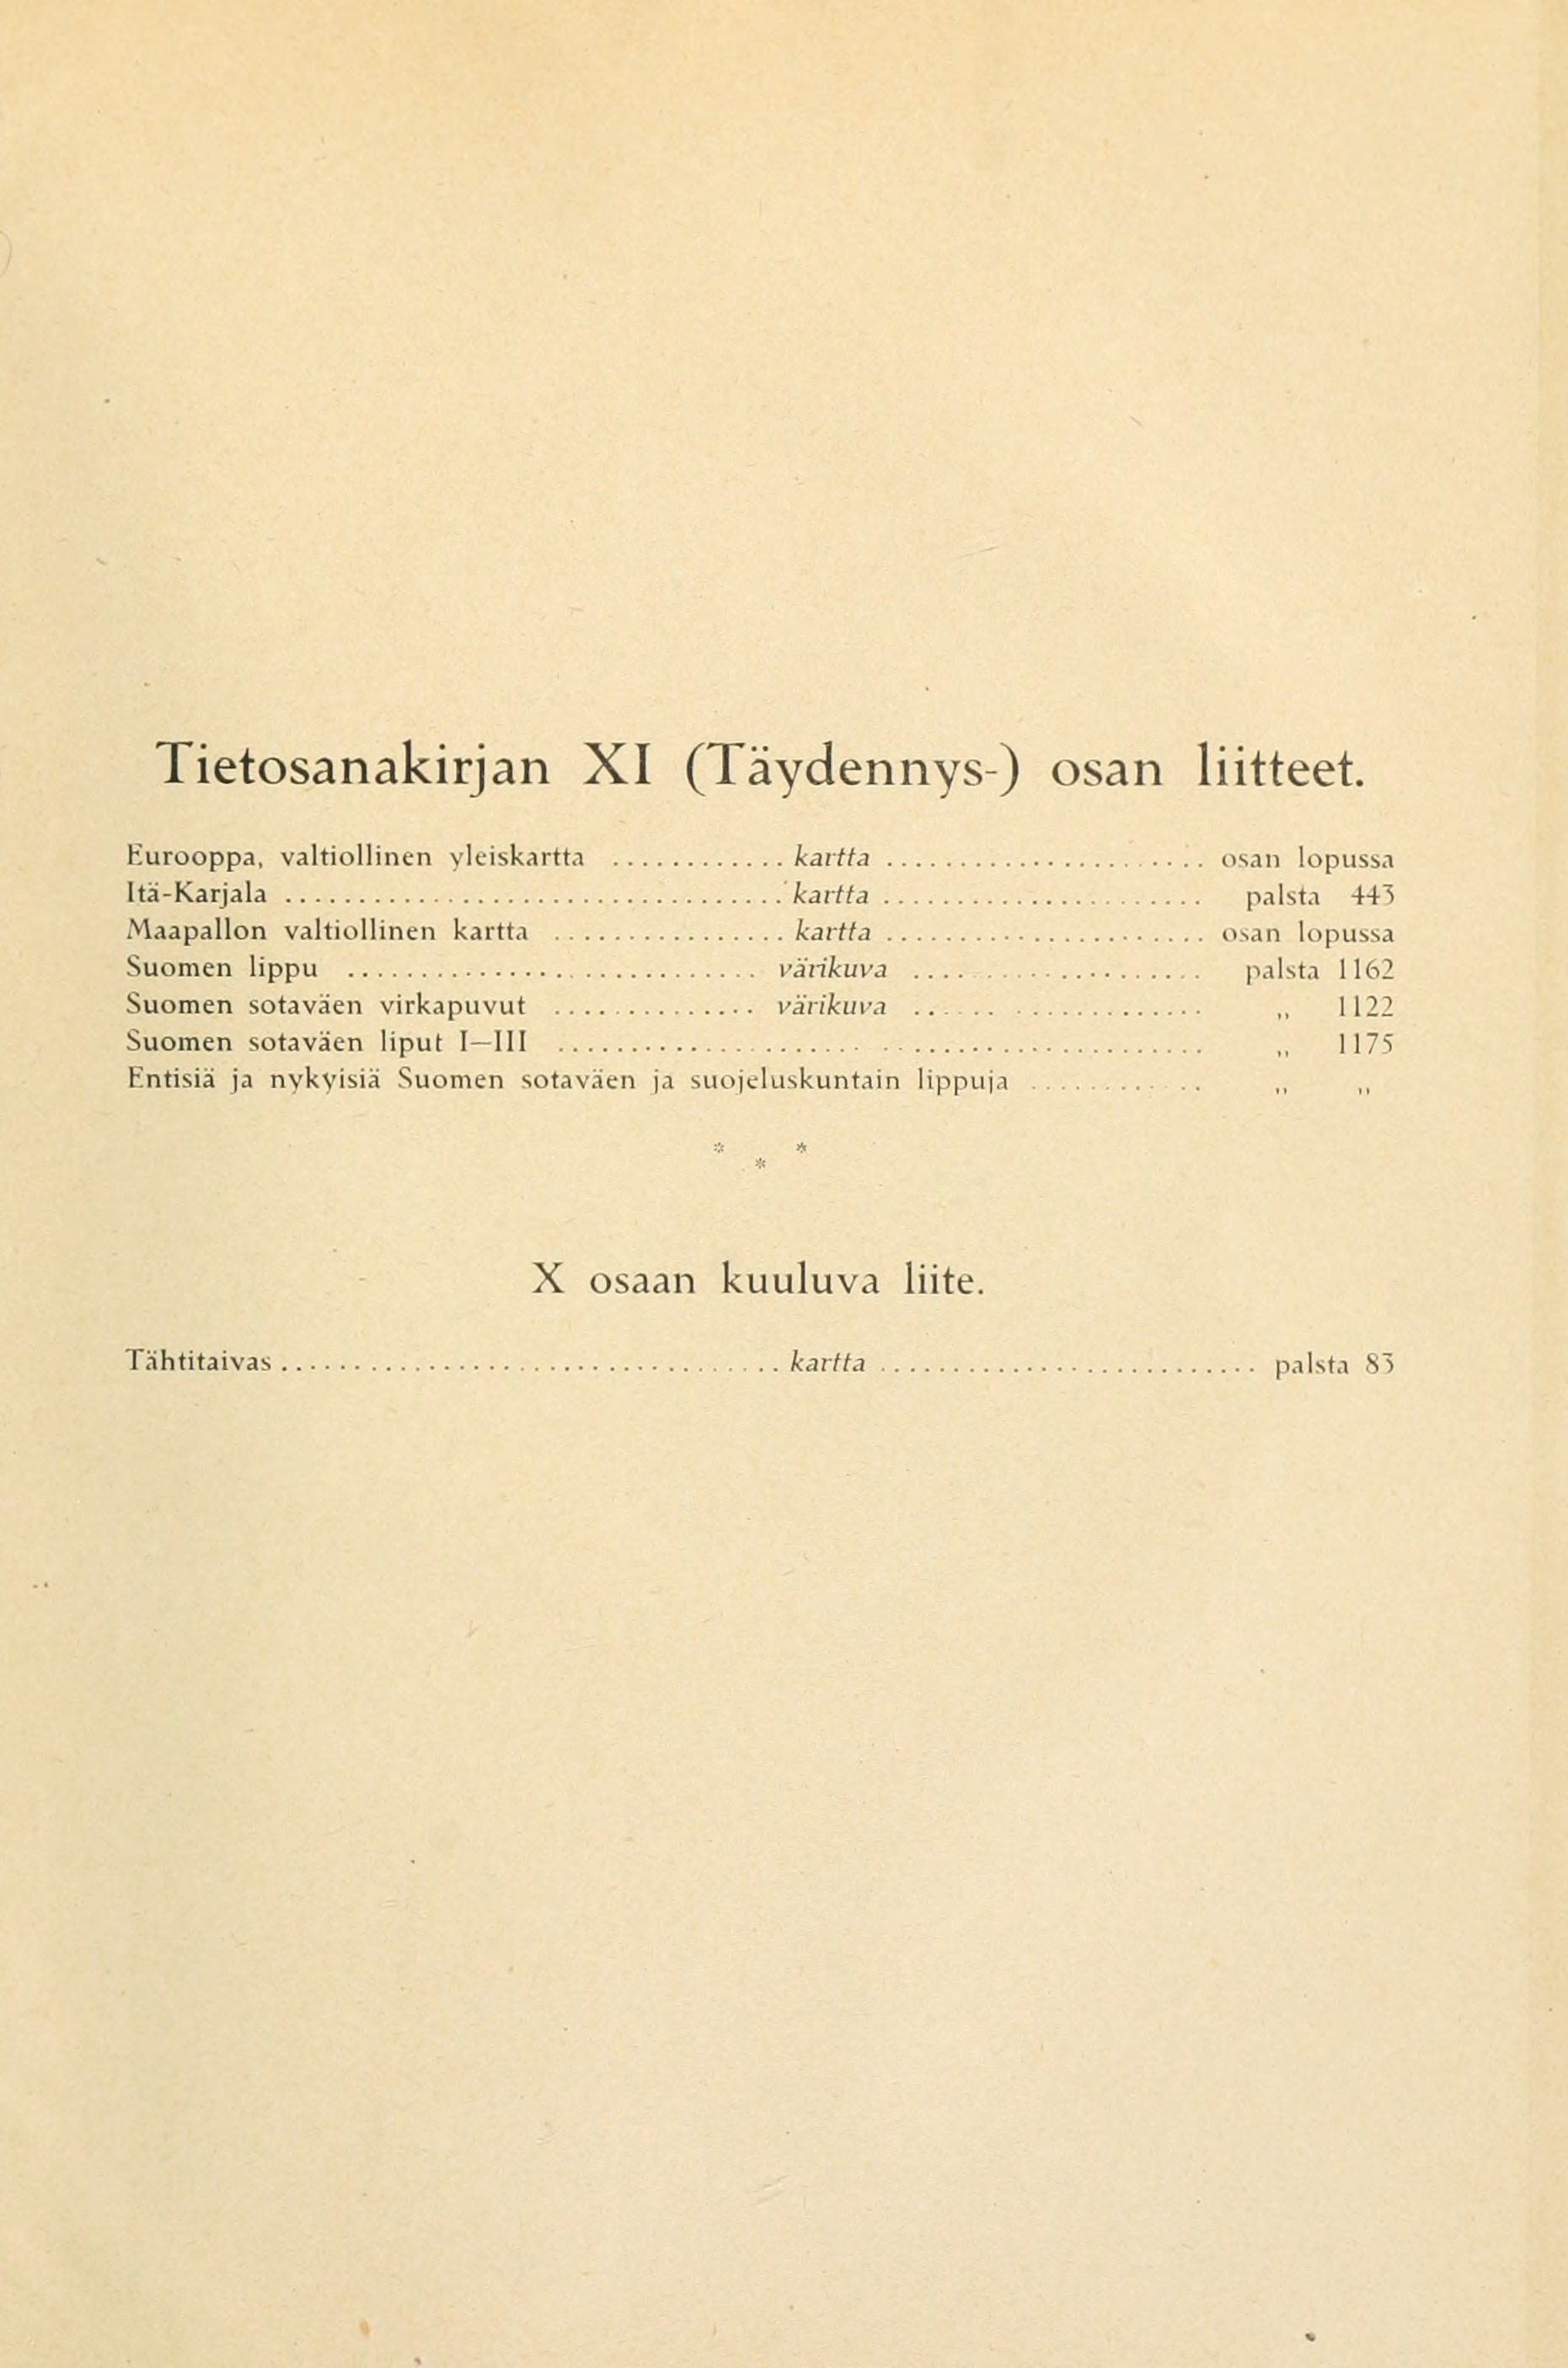 Tietosanakirjan XI (Täydennys-) osan liitteet.
Eurooppa, valtiollinen yleiskartta ............ kartta ...................... osan lopussa
Itä-Karjala .................................. kartta ...................... palsta 443
Maapallon valtiollinen kartta ................ kartta ...................... osan lopussa
Suomen lippu ............................ värikuva .................... palsta 1162
Suomen sotaväen virkapuvut .............. värikuva .................... „ 1122
Suomen sotaväen liput I—III ............................................ „ 1175
Entisiä ja nykyisiä Suomen sotaväen ja suojeluskuntain lippuja ............ „ „
* * *
X osaan kuuluva liite.
Tähtitaivas .................................. kartta .......................... palsta 83